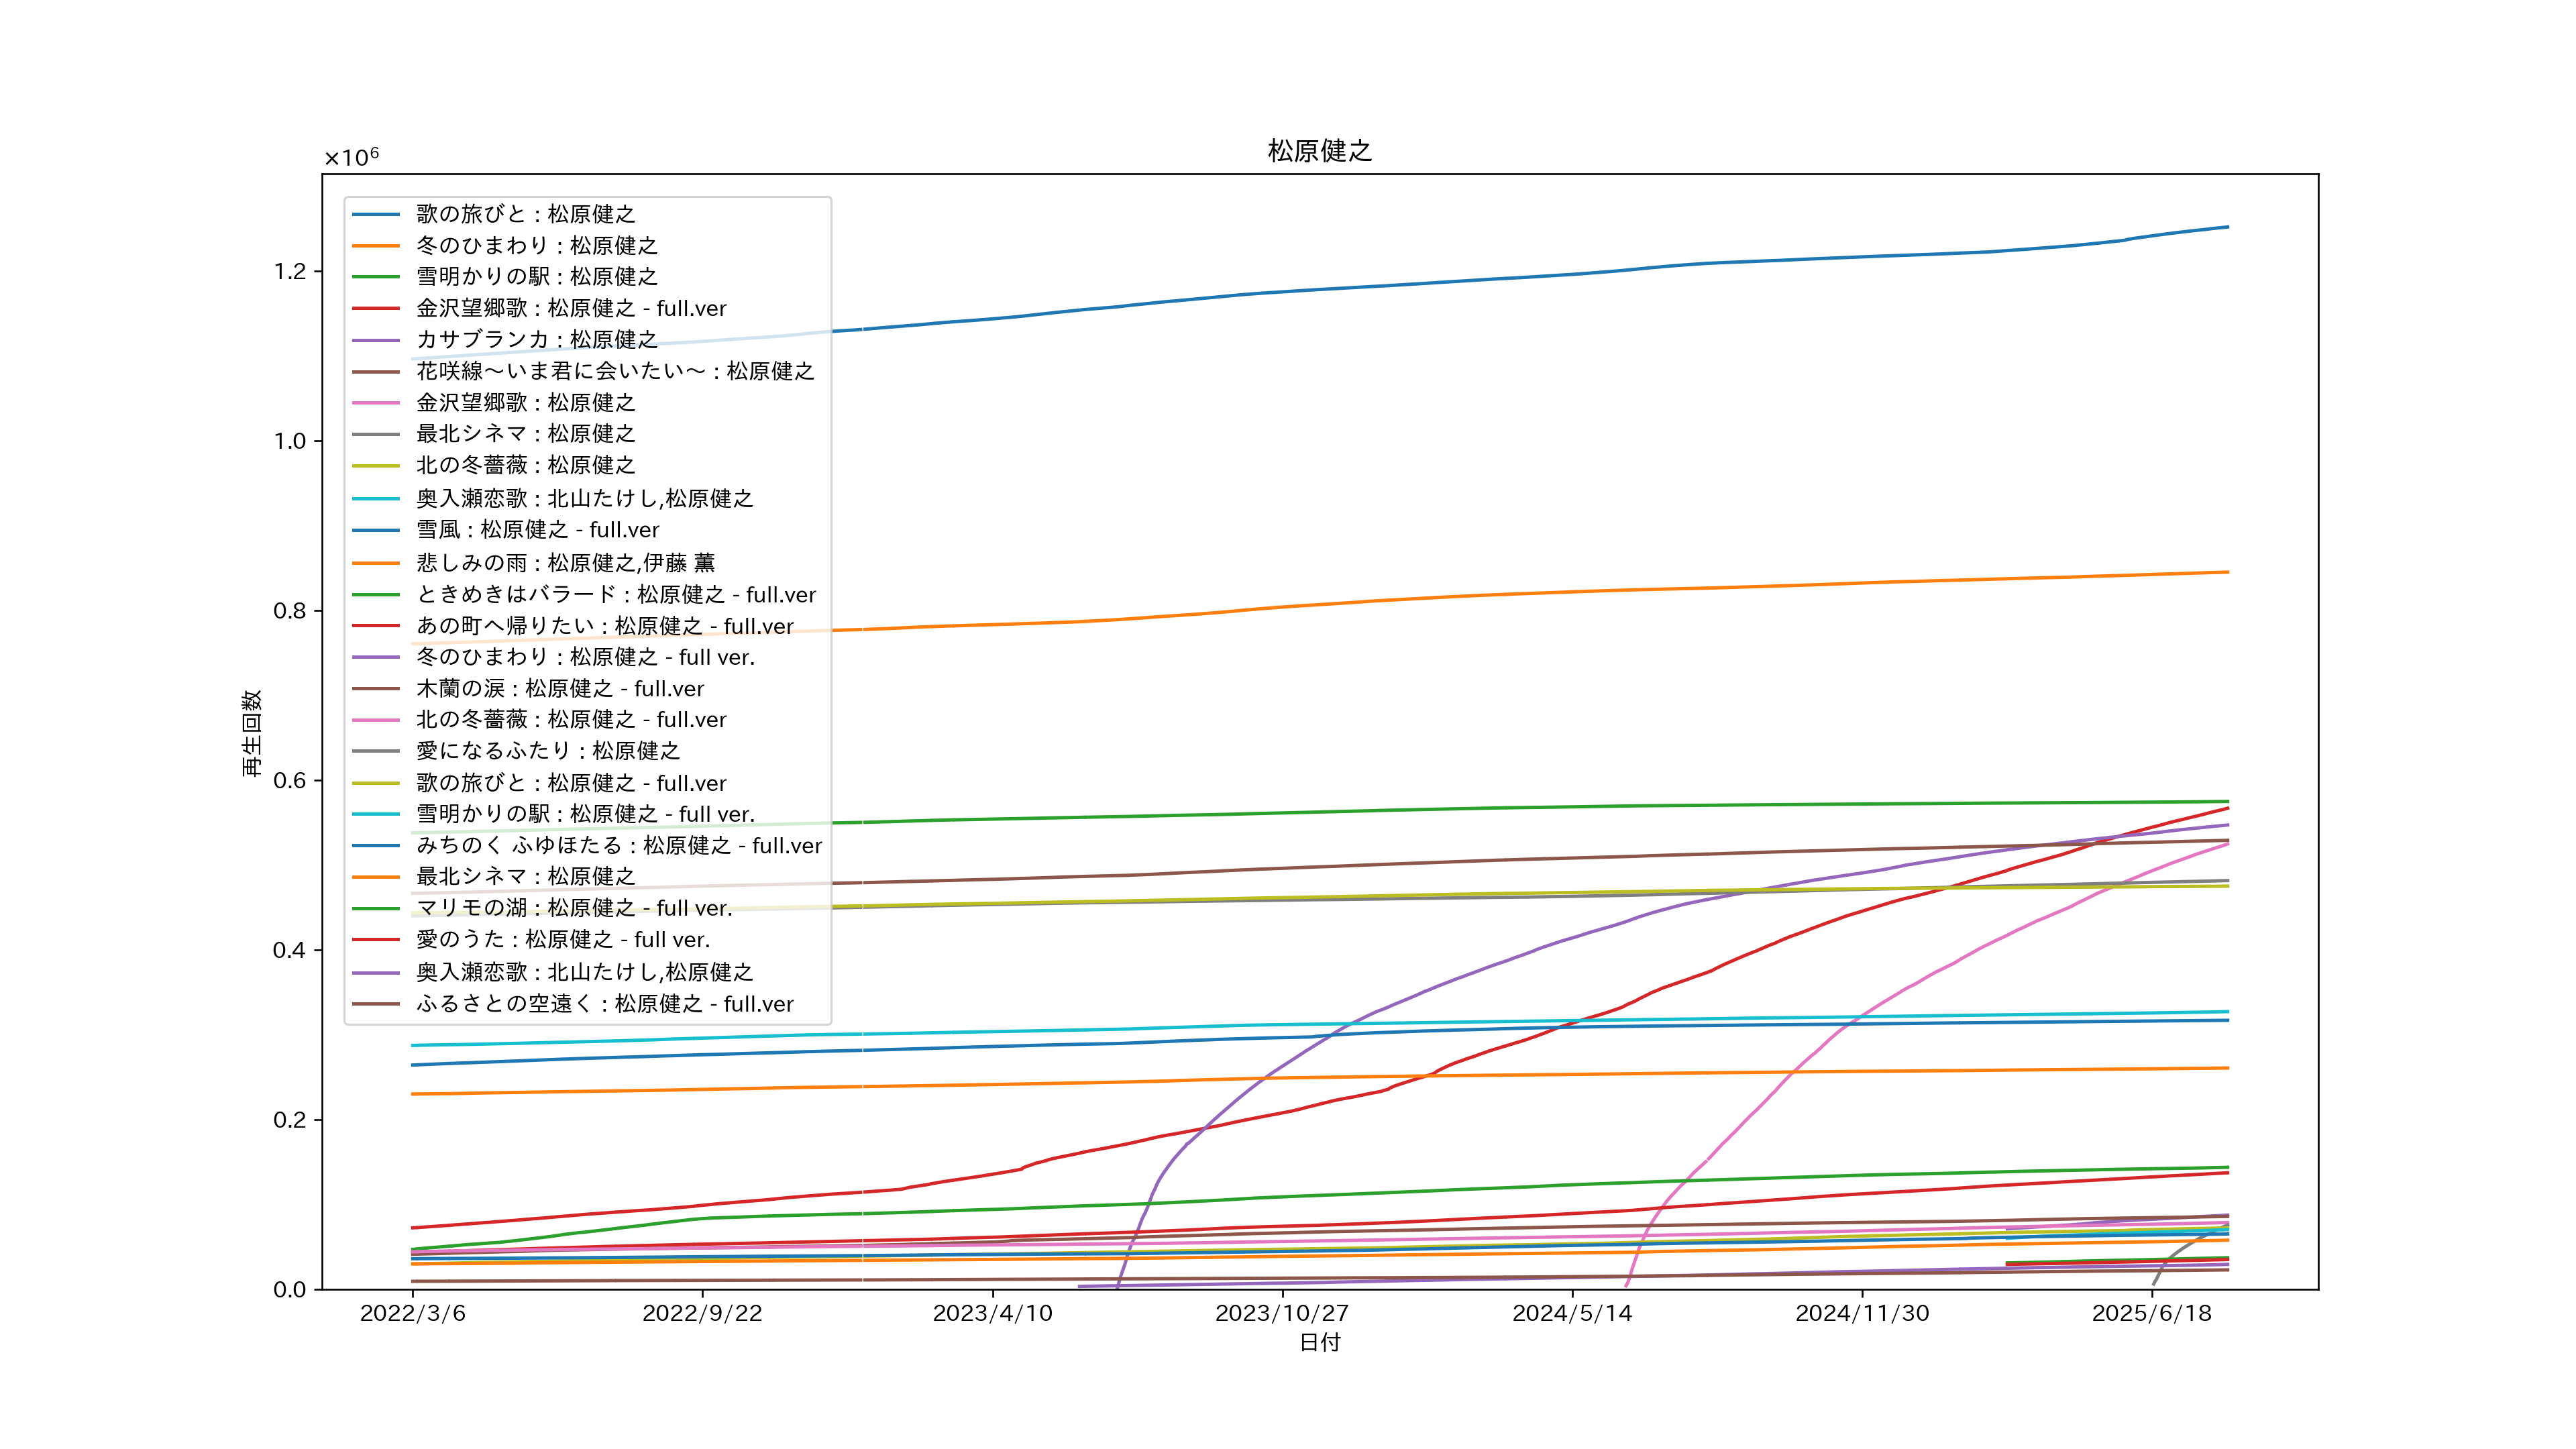 松原健之
×10⁶
歌の旅びと : 松原健之
冬のひまわり : 松原健之
雪明かりの駅 : 松原健之
金沢望郷歌 : 松原健之 - full.ver
カサブランカ : 松原健之
花咲線〜いま君に会いたい〜 : 松原健之
金沢望郷歌 : 松原健之
最北シネマ : 松原健之
北の冬薔薇 : 松原健之
奥入瀬恋歌 : 北山たけし,松原健之
雪風 : 松原健之 - full.ver
悲しみの雨 : 松原健之,伊藤 薫
ときめきはバラード : 松原健之 - full.ver
あの町へ帰りたい : 松原健之 - full.ver
冬のひまわり : 松原健之 - full ver.
木蘭の涙 : 松原健之 - full.ver
北の冬薔薇 : 松原健之 - full.ver
愛になるふたり : 松原健之
歌の旅びと : 松原健之 - full.ver
雪明かりの駅 : 松原健之 - full ver.
みちのく ふゆほたる : 松原健之 - full.ver
最北シネマ : 松原健之
マリモの湖 : 松原健之 - full ver.
愛のうた : 松原健之 - full ver.
奥入瀬恋歌 : 北山たけし,松原健之
ふるさとの空遠く : 松原健之 - full.ver
1.2
1.0
0.8
0.6
0.4
0.2
0.0
再生回数
2022/3/6
2022/9/22
2023/4/10
2023/10/27
2024/5/14
2024/11/30
2025/6/18
日付